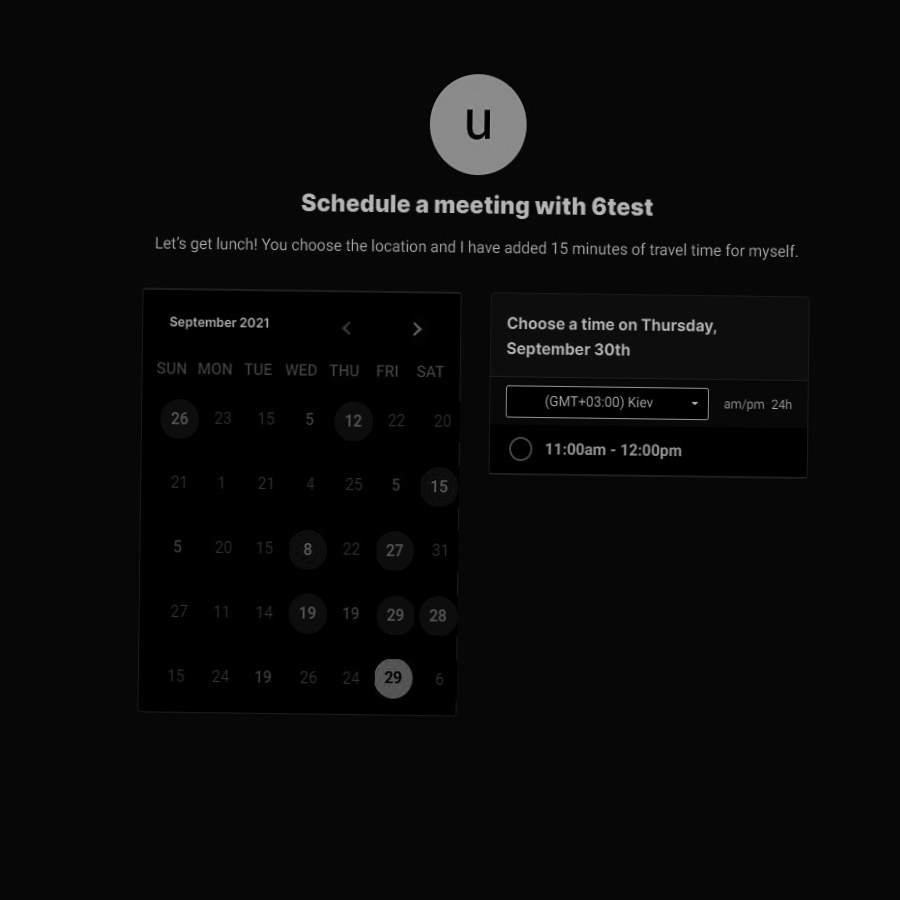 u
Schedule a meeting with 6test
Let's get lunch! You choose the location and I have added 15 minutes of travel time for myself.
September 2021
SUN MON TUE WED THU FRI SAT
26 23 15 5 12 22 20
21 1 21 4 25 5 15
5 20 15 8 22 27 31
27 11 14 19 19 29 28
15 24 19 26 24 29 6
Choose a time on Thursday,
September 30th
(GMT+03:00) Kiev
am/pm 24h
11:00am - 12:00pm